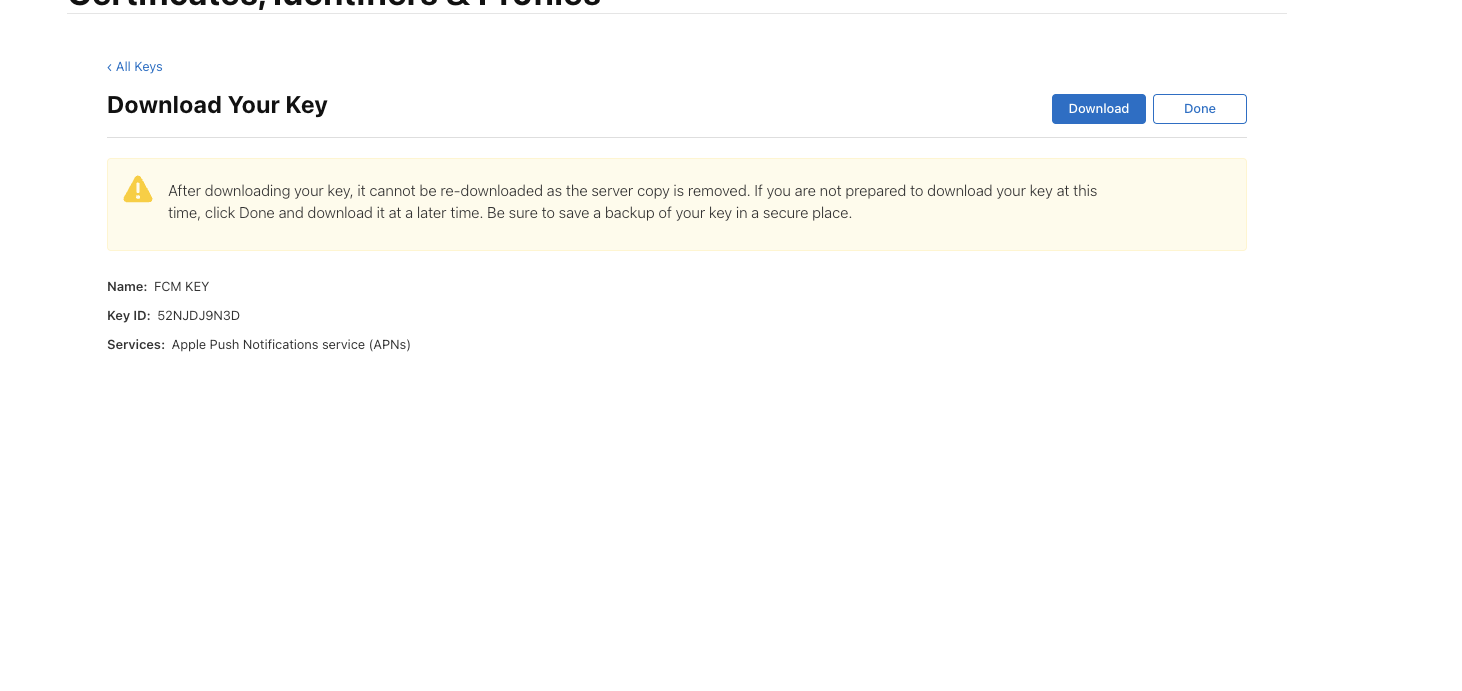 Certificates, Identifiers & Profiles
‹ All Keys
Download Your Key
Download
Done
After downloading your key, it cannot be re-downloaded as the server copy is removed. If you are not prepared to download your key at this
time, click Done and download it at a later time. Be sure to save a backup of your key in a secure place.
Name: FCM KEY
Key ID: 52NJDJ9N3D
Services: Apple Push Notifications service (APNs)